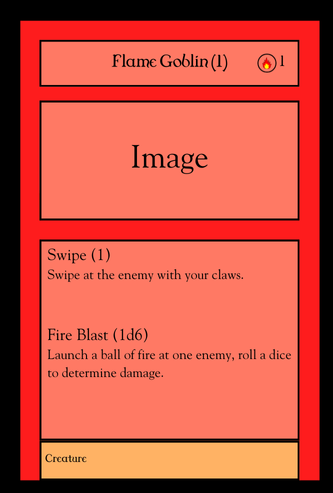 Flame Goblin (1) 1
Image
Swipe (1)
Swipe at the enemy with your claws.
Fire Blast (1d6)
Launch a ball of fire at one enemy, roll a dice
to determine damage.
Creature